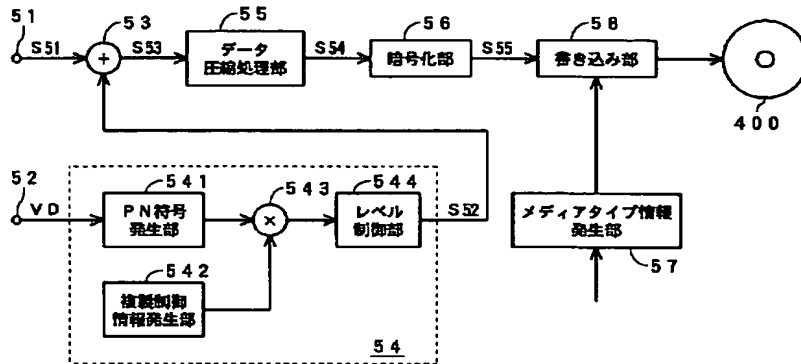 51
53
55
56
58
S51
+
S53
データ
圧縮処理部
S54
暗号化部
S55
書き込み部
400
52
VD
541
PN符号
発生部
543
×
544
レベル
制御部
S52
メディアタイプ情報
発生部
57
542
複製制御
情報発生部
54